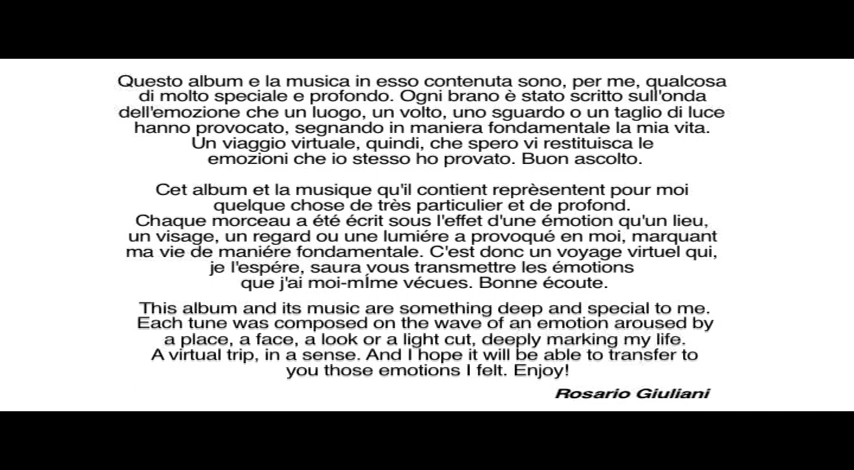 Questo album e la musica in esso contenuta sono, per me, qualcosa
di molto speciale e profondo. Ogni brano è stato scritto sull'onda
dell'emozione che un luogo, un volto, uno sguardo o un taglio di luce
hanno provocato, segnando in maniera fondamentale la mia vita.
Un viaggio virtuale, quindi, che spero vi restituisca le
emozioni che io stesso ho provato. Buon ascolto.
Cet album et la musique qu'il contient reprèsentent pour moi
quelque chose de très particulier et de profond.
Chaque morceau a été écrit sous l'effet d'une émotion qu'un lieu,
un visage, un regard ou une lumiére a provoqué en moi, marquant
ma vie de maniére fondamentale. C'est donc un voyage virtuel qui,
je l'espére, saura vous transmettre les émotions
que j'ai moi-mIme vécues. Bonne écoute.
This album and its music are something deep and special to me.
Each tune was composed on the wave of an emotion aroused by
a place, a face, a look or a light cut, deeply marking my life.
A virtual trip, in a sense. And I hope it will be able to transfer to
you those emotions I felt. Enjoy!
Rosario Giuliani